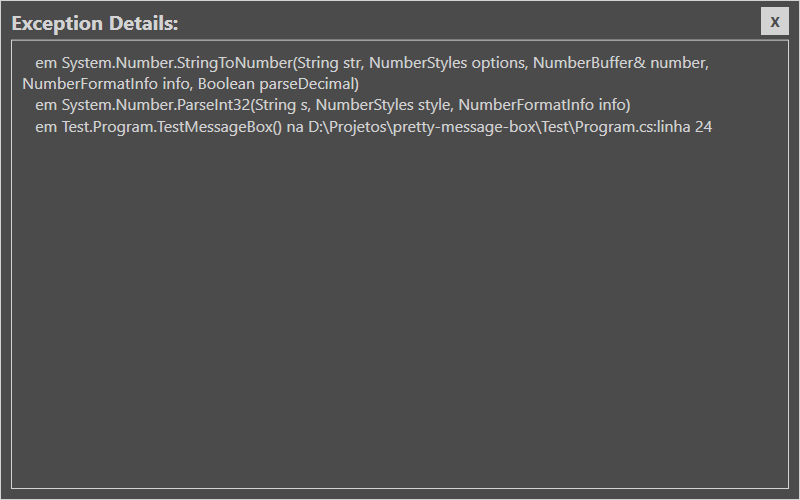 Exception Details:
x
em System.Number.StringToNumber(String str, NumberStyles options, NumberBuffer& number,
NumberFormatInfo info, Boolean parseDecimal)
em System.Number.ParseInt32(String s, NumberStyles style, NumberFormatInfo info)
em Test.Program.TestMessageBox() na D:\Projetos\pretty-message-box\Test\Program.cs:linha 24